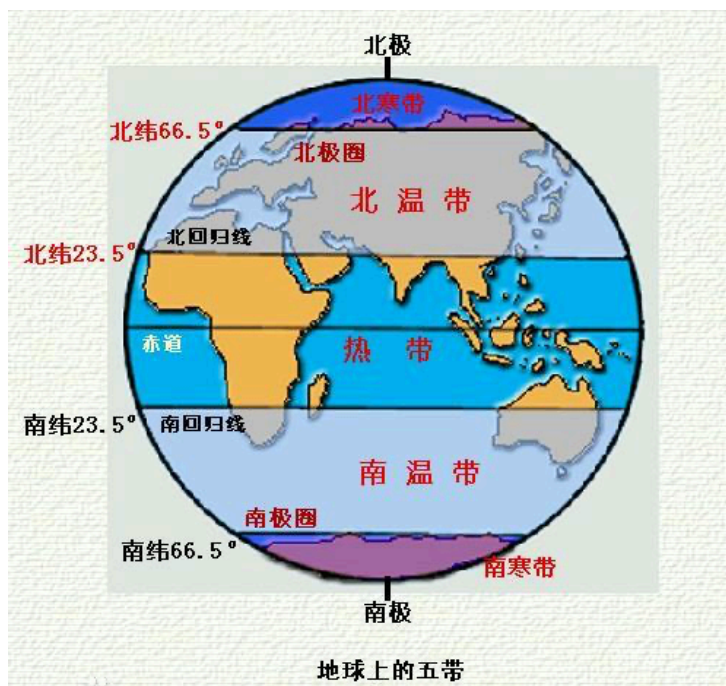 北极
北寒带
北纬66.5°
北极圈
北温带
北回归线
北纬23.5°
赤道
热带
南纬23.5°
南回归线
南温带
南极圈
南纬66.5°
南寒带
南极
地球上的五带